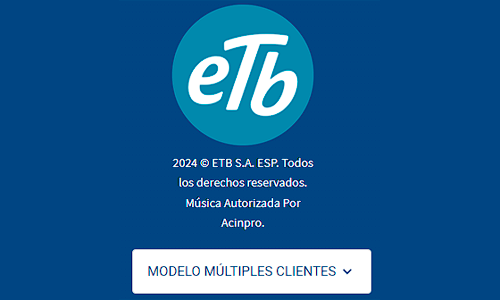 eTb
2024 © ETB S.A. ESP. Todos
los derechos reservados.
Música Autorizada Por
Acinpro.
MODELO MÚLTIPLES CLIENTES